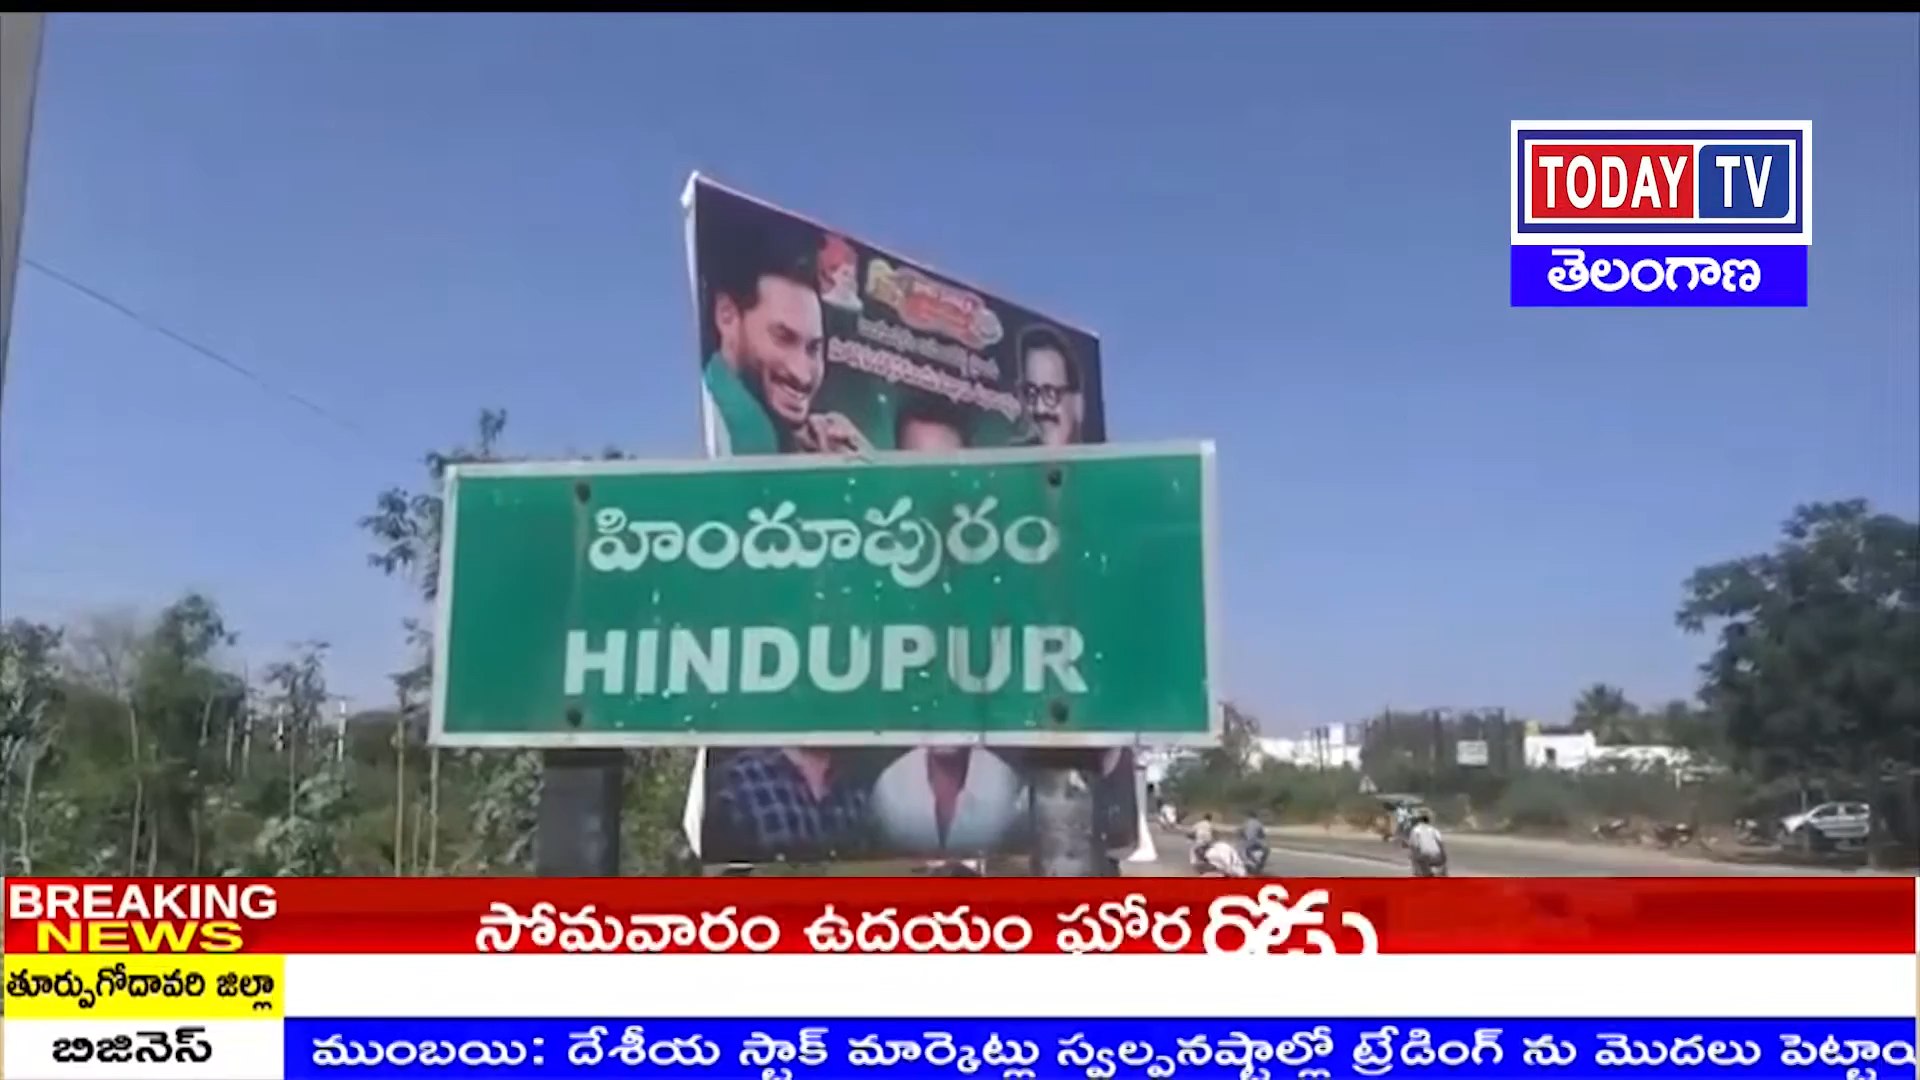 TODAY TV
తెలంగాణ
హిందూపురం
HINDUPUR
BREAKING
NEWS
సోమవారం ఉదయం ఘోర రోడ్డు
తూర్పుగోదావరి జిల్లా
బిజినెస్
ముంబయి: దేశీయ స్టాక్ మార్కెట్లు స్వల్పనష్టాల్లో ట్రేడింగ్ ను మొదలు